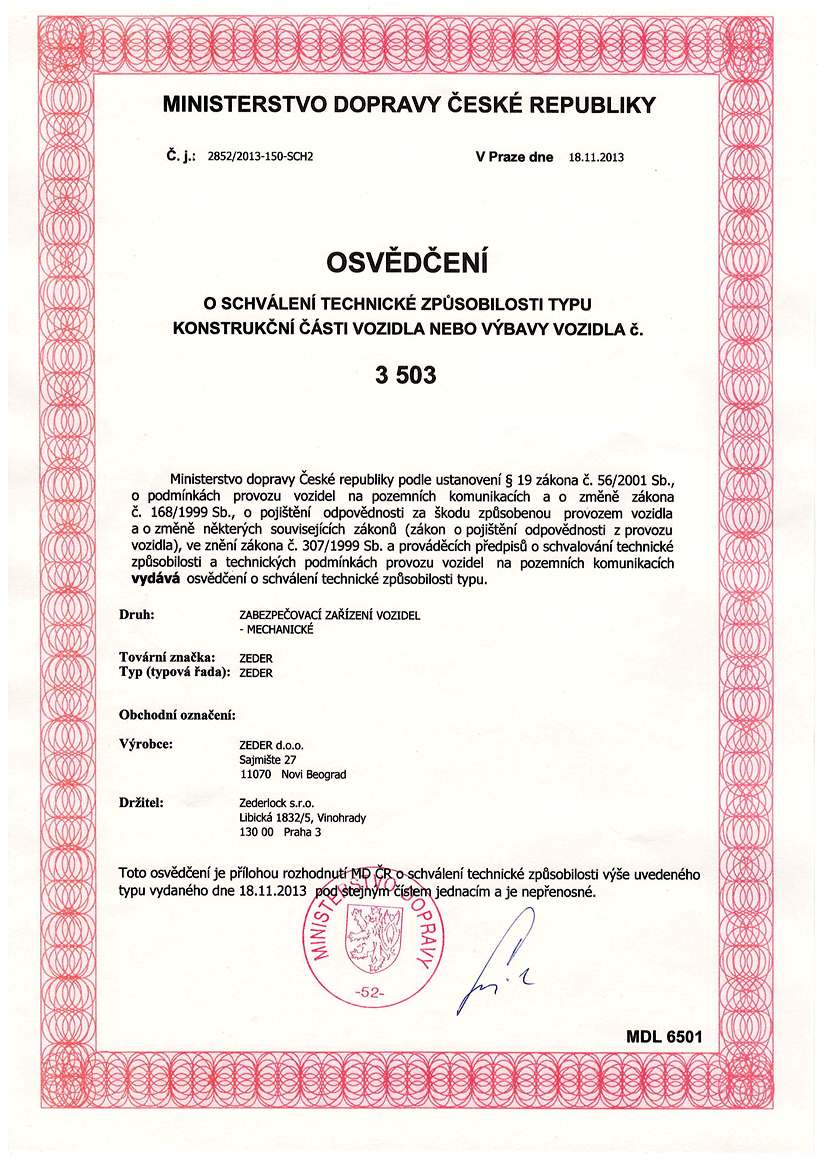 MINISTERSTVO DOPRAVY ČESKÉ REPUBLIKY
Č. j.: 2852/2013-150-SCH2 V Praze dne 18.11.2013
OSVĚDČENÍ
O SCHVÁLENÍ TECHNICKÉ ZPŮSOBILOSTI TYPU
KONSTRUKČNÍ ČÁSTI VOZIDLA NEBO VÝBAVY VOZIDLA č.
3 503
Ministerstvo dopravy České republiky podle ustanovení § 19 zákona č. 56/2001 Sb.,
o podmínkách provozu vozidel na pozemních komunikacích a o změně zákona
č. 168/1999 Sb., o pojištění odpovědnosti za škodu způsobenou provozem vozidla
a o změně některých souvisejících zákonů (zákon o pojištění odpovědnosti z provozu
vozidla), ve znění zákona č. 307/1999 Sb. a prováděcích předpisů o schvalování technické
způsobilosti a technických podmínkách provozu vozidel na pozemních komunikacích
vydává osvědčení o schválení technické způsobilosti typu.
Druh: ZABEZPEČOVACÍ ZAŘÍZENÍ VOZIDEL
- MECHANICKÉ
Tovární značka: ZEDER
Typ (typová řada): ZEDER
Obchodní označení:
Výrobce: ZEDER d.o.o.
Sajmište 27
11070 Novi Beograd
Držitel: Zederlock s.r.o.
Libická 1832/5, Vinohrady
130 00 Praha 3
Toto osvědčení je přílohou rozhodnutí MD ČR o schválení technické způsobilosti výše uvedeného
typu vydaného dne 18.11.2013 pod stejným číslem jednacím a je nepřenosné.
MINISTERSTVO DOPRAVY
-52-
MDL 6501